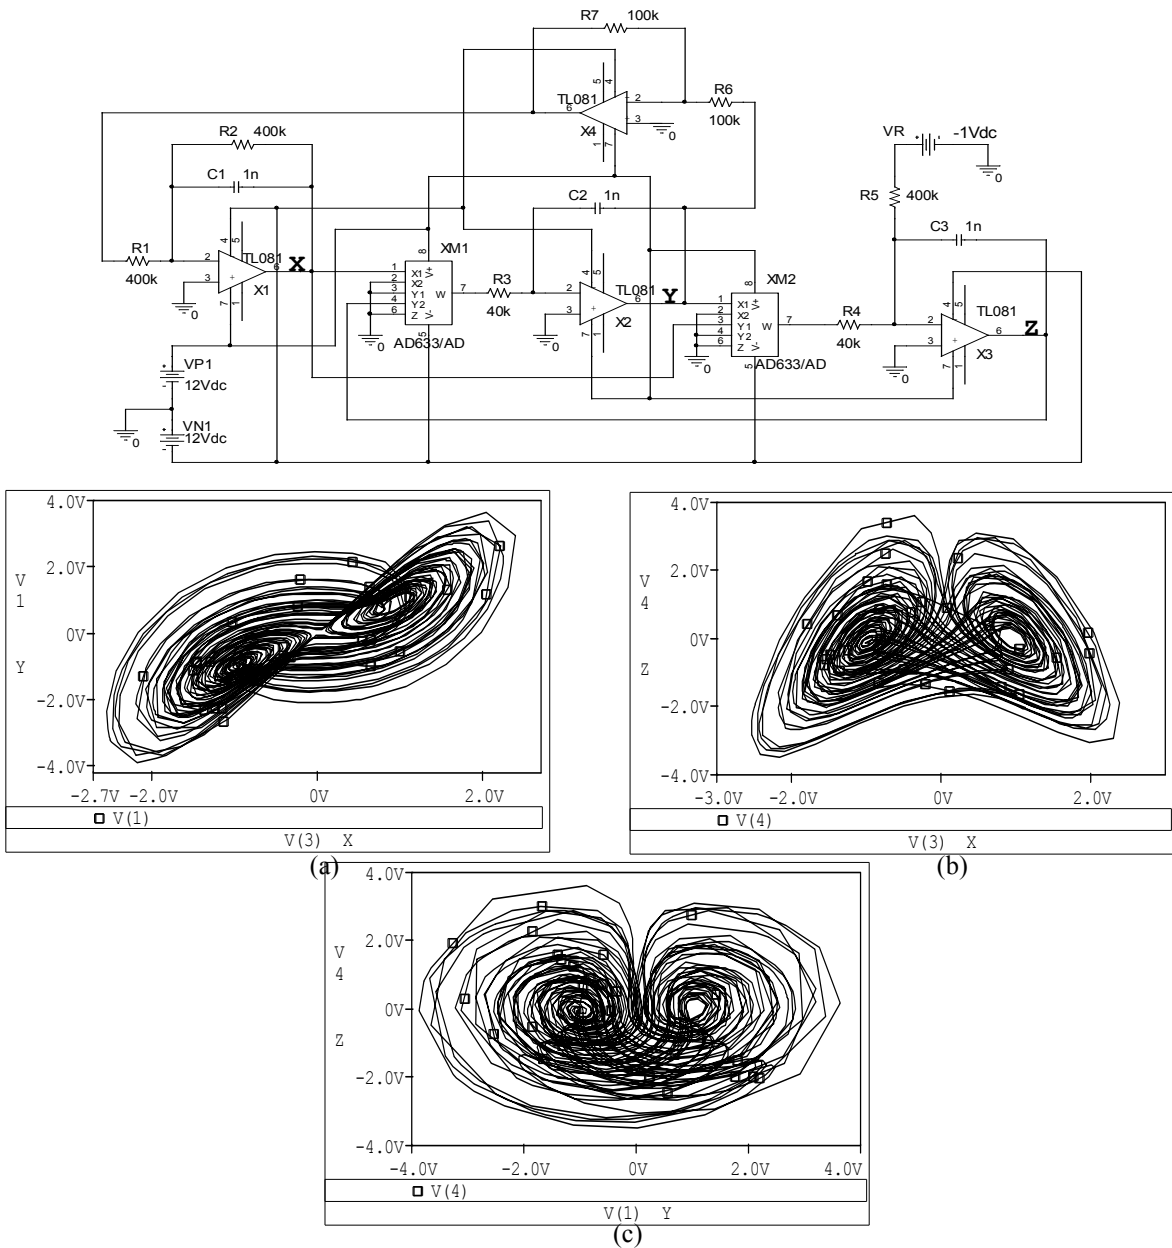 R7 100k
5 4
TL081
6
2
3
X4
1 7
0
R6
100k
VR
-1Vdc
0
R5
400k
R2 400k
C1 1n
R1
400k
4 5
2
3
TL081
6
X
X1
7 1
0
XM1
8
1 X1 V+
2 X2
3 Y1 W
4 Y2
6 Z V-
7
5
0
AD633/AD
R3
40k
C2 1n
4 5
2
3
TL081
6
Y
X2
7 1
0
XM2
8
1 X1 V+
2 X2
3 Y1 W
4 Y2
6 Z V-
7
5
0
AD633/AD
R4
40k
C3 1n
4 5
2
3
TL081
6
Z
X3
7 1
0
VP1
12Vdc
0
VN1
12Vdc
4.0V
2.0V
0V
-2.0V
-4.0V
V
1
Y
-2.7V -2.0V 0V 2.0V
V(1)
V(3) X
(a)
4.0V
2.0V
0V
-2.0V
-4.0V
V
4
Z
-3.0V -2.0V 0V 2.0V
V(4)
V(3) X
(b)
4.0V
2.0V
0V
-2.0V
-4.0V
V
4
Z
-4.0V -2.0V 0V 2.0V 4.0V
V(4)
V(1) Y
(c)